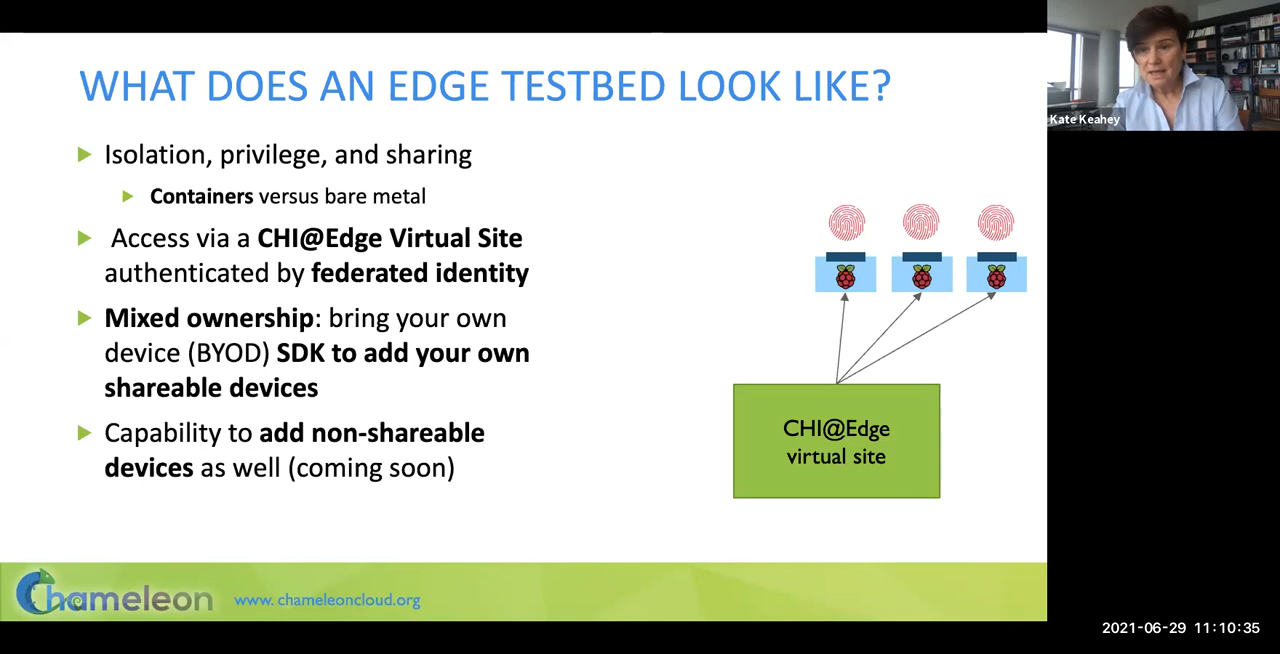 WHAT DOES AN EDGE TESTBED LOOK LIKE?
Isolation, privilege, and sharing
Containers versus bare metal
Access via a CHI@Edge Virtual Site
authenticated by federated identity
Mixed ownership: bring your own
device (BYOD) SDK to add your own
shareable devices
Capability to add non-shareable
devices as well (coming soon)
CHI@Edge
virtual site
Chameleon
www.chameleoncloud.org
Kate Keahey
2021-06-29 11:10:35